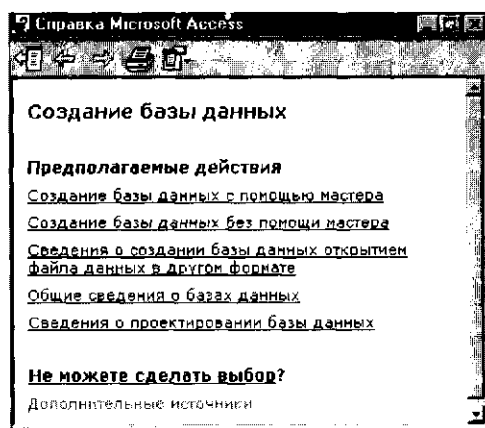 Справка Microsoft Access
Создание базы данных
Предполагаемые действия
Создание базы данных с помощью мастера
Создание базы данных без помощи мастера
Сведения о создании базы данных открытием
файла данных в другом формате
Общие сведения о базах данных
Сведения о проектировании базы данных
Не можете сделать выбор?
Дополнительные источники